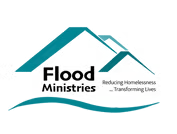 Flood
Ministries
Reducing Homelessness
... Transforming Lives